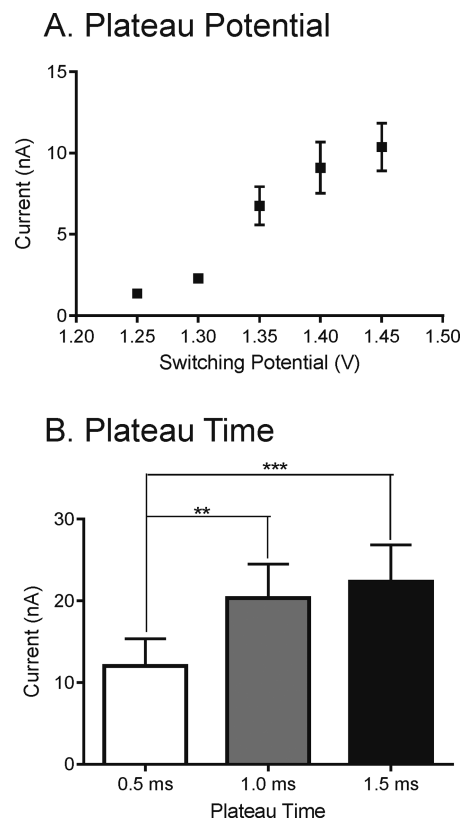 A. Plateau Potential
15
10
5
0
Current (nA)
1.20 1.25 1.30 1.35 1.40 1.45 1.50
Switching Potential (V)
B. Plateau Time
***
**
30
20
10
0
Current (nA)
0.5 ms 1.0 ms 1.5 ms
Plateau Time